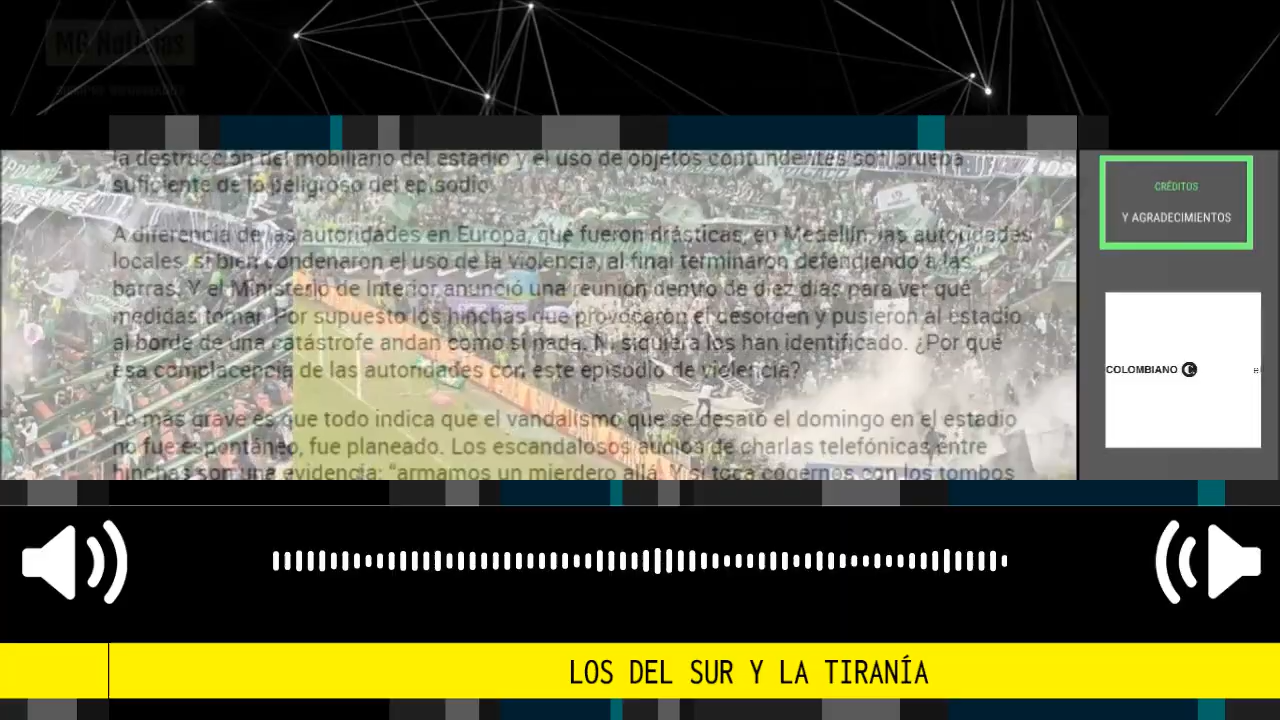 MG Noticias
la destrucción del mobiliario del estadio y el uso de objetos contundentes son prueba
suficiente de lo peligroso del episodio
A diferencia de las autoridades en Europa, que fueron drásticas, en Medellín, las autoridades
locales, si bien condenaron el uso de la violencia, al final terminaron defendiendo a las
barras. Y el Ministerio de Interior anunció una reunión dentro de diez días para ver qué
medidas tomar. Por supuesto los hinchas que provocaron el desorden y pusieron al estadio
al borde de una catástrofe andan como si nada. Ni siquiera los han identificado. ¿Por qué
esa complacencia de las autoridades con este episodio de violencia?
Lo más grave es que todo indica que el vandalismo que se desató el domingo en el estadio
no fue espontáneo, fue planeado. Los escandalosos audios de charlas telefónicas entre
hinchas son una evidencia: “armamos un mierdero allá. Y si toca cogernos con los tombos
CRÉDITOS
Y AGRADECIMIENTOS
COLOMBIANO C
el
LOS DEL SUR Y LA TIRANÍA